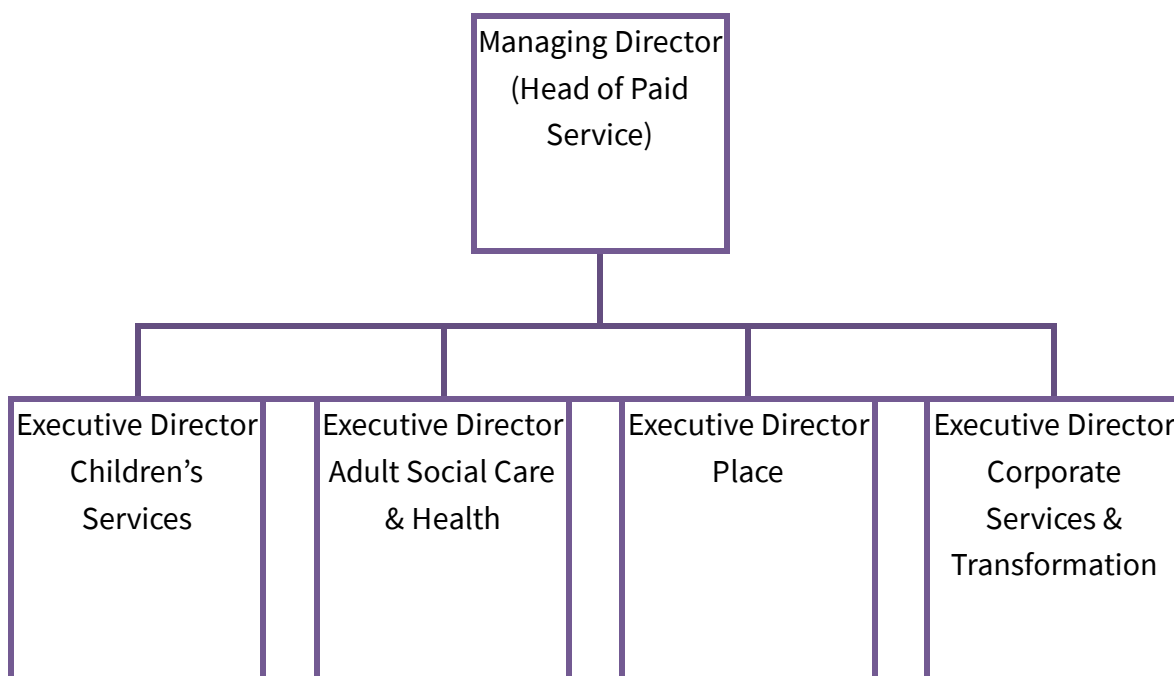 Managing Director
(Head of Paid
Service)
Executive Director
Children’s
Services
Executive Director
Adult Social Care
& Health
Executive Director
Place
Executive Director
Corporate
Services &
Transformation